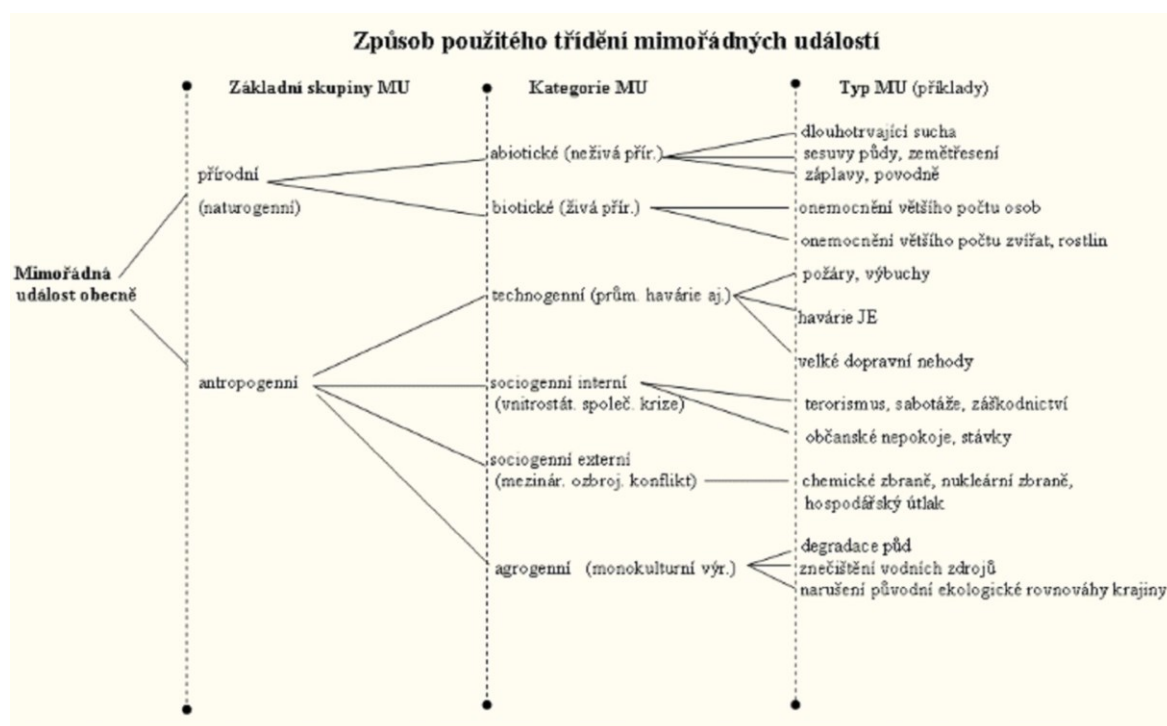 Způsob použitého třídění mimořádných událostí
Základní skupiny MU
Kategorie MU
Typ MU (příklady)
Mimořádná
událost obecně
přírodní
(naturogenní)
abiotické (neživá přír.)
dlouhotrvající sucha
sesuvy půdy, zemětřesení
záplavy, povodně
biotické (živá přír.)
onemocnění většího počtu osob
onemocnění většího počtu zvířat, rostlin
antropogenní
technogenní (prům. havárie aj.)
požáry, výbuchy
havárie JE
velké dopravní nehody
sociogenní interní
(vnitrostát. společ. krize)
terorismus, sabotáže, záškodnictví
občanské nepokoje, stávky
sociogenní externí
(mezinár. ozbroj. konflikt)
chemické zbraně, nukleární zbraně,
hospodářský útlak
agrogenní (monokulturní výr.)
degradace půd
znečištění vodních zdrojů
narušení původní ekologické rovnováhy krajiny